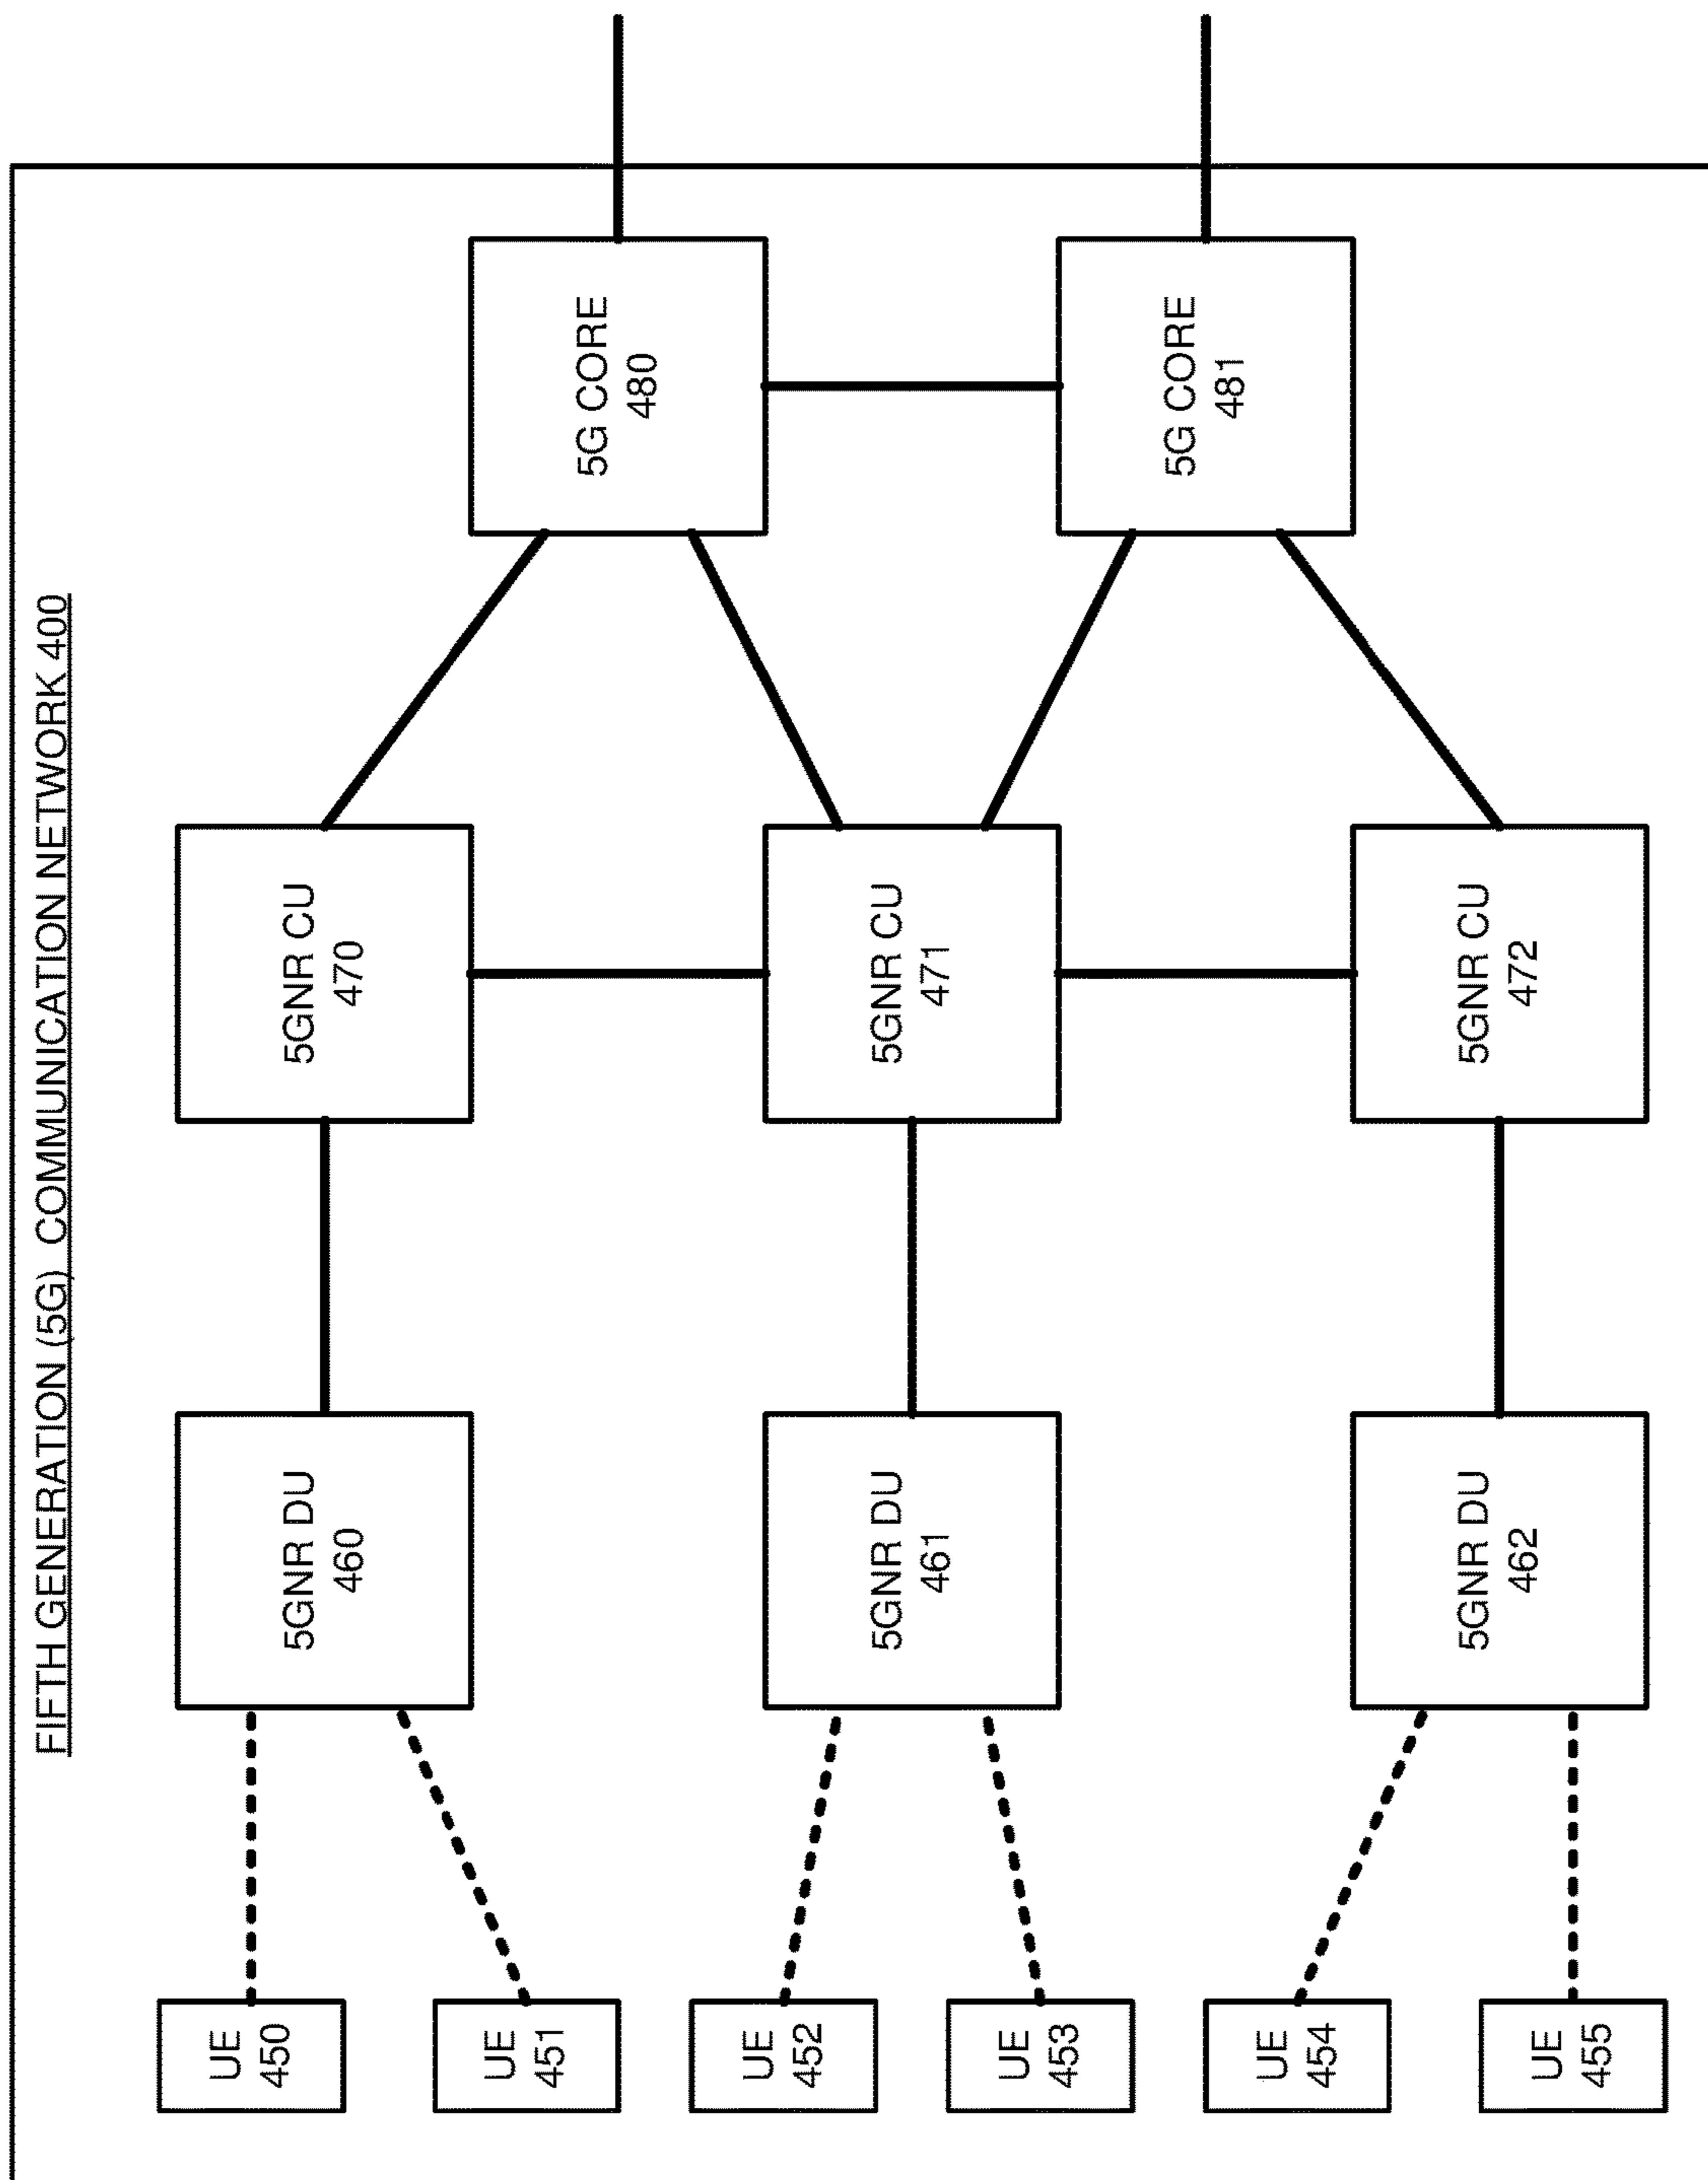 FIFTH GENERATION (5G) COMMUNICATION NETWORK 400
UE
450
5GNR DU
460
5GNR CU
470
UE
451
5G CORE
480
UE
452
5GNR DU
461
5GNR CU
471
UE
453
5G CORE
481
UE
454
5GNR DU
462
5GNR CU
472
UE
455